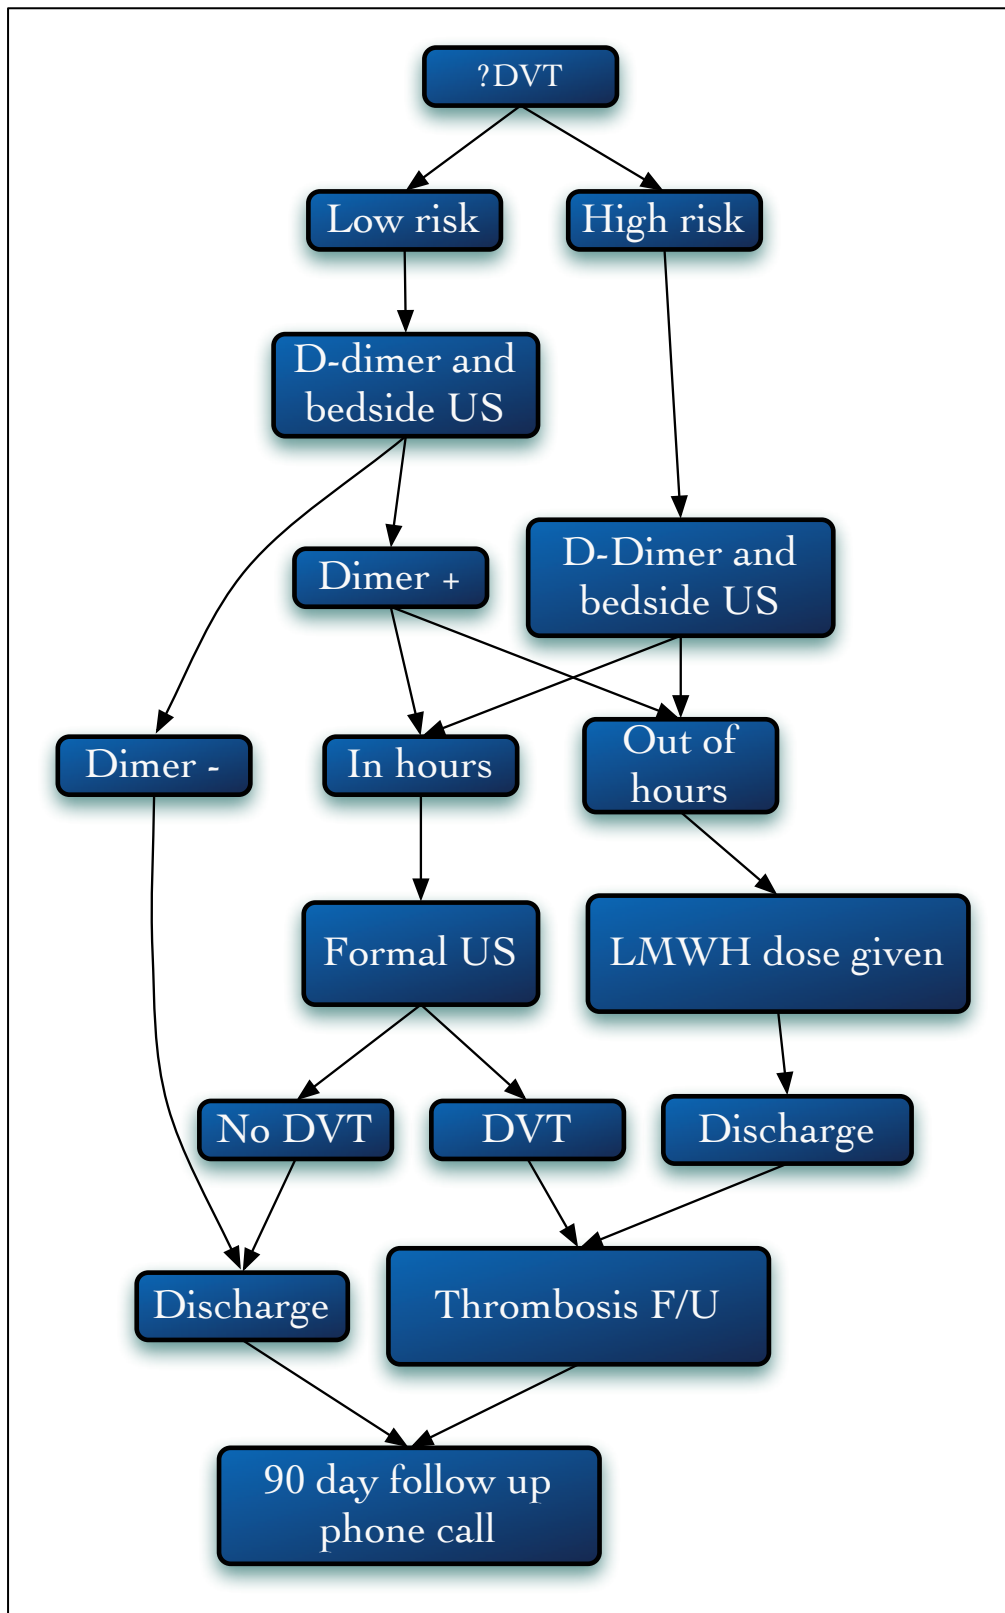 ?DVT
Low risk
High risk
D-dimer and
bedside US
D-Dimer and
bedside US
Dimer +
Dimer -
In hours
Out of
hours
Formal US
LMWH dose given
No DVT
DVT
Discharge
Discharge
Thrombosis F/U
90 day follow up
phone call